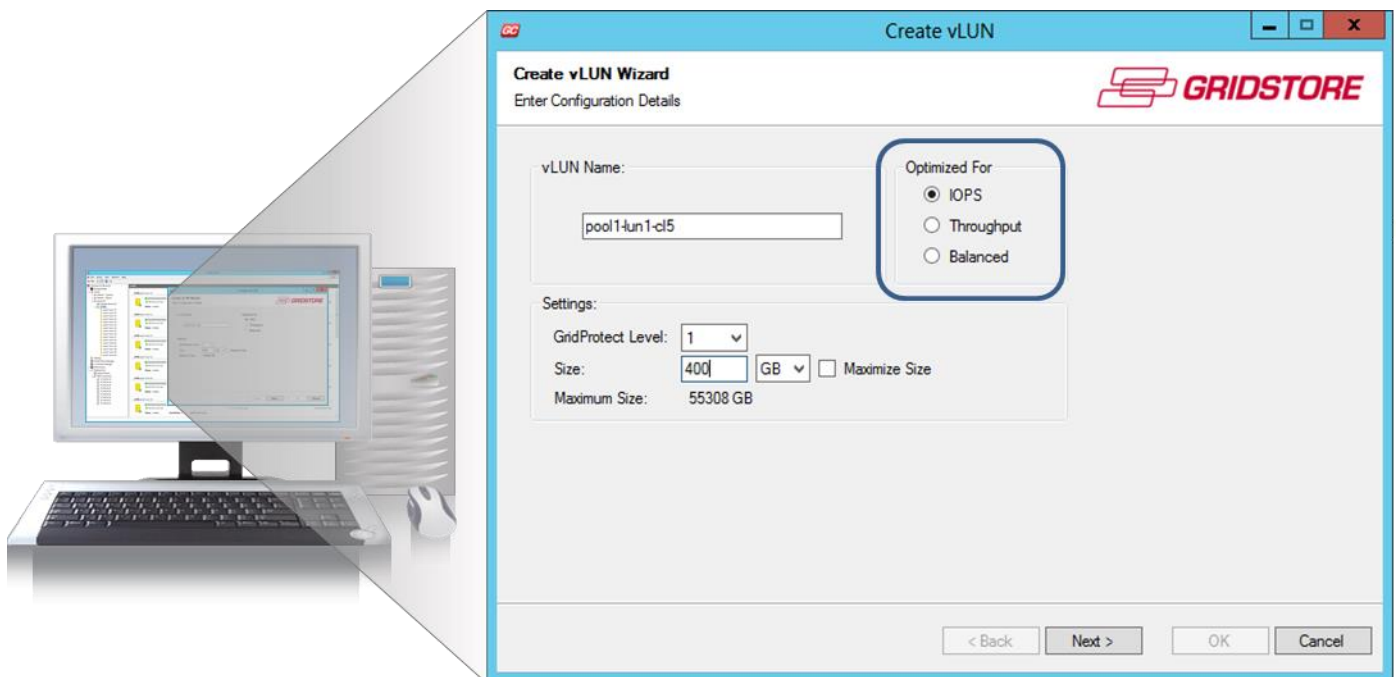 GC
Create vLUN
Create vLUN Wizard
Enter Configuration Details
GRIDSTORE
vLUN Name:
pool1-lun1-cl5
Optimized For
IOPS
Throughput
Balanced
Settings:
GridProtect Level: 1
Size: 400 GB Maximize Size
Maximum Size: 55308 GB
< Back Next > OK Cancel